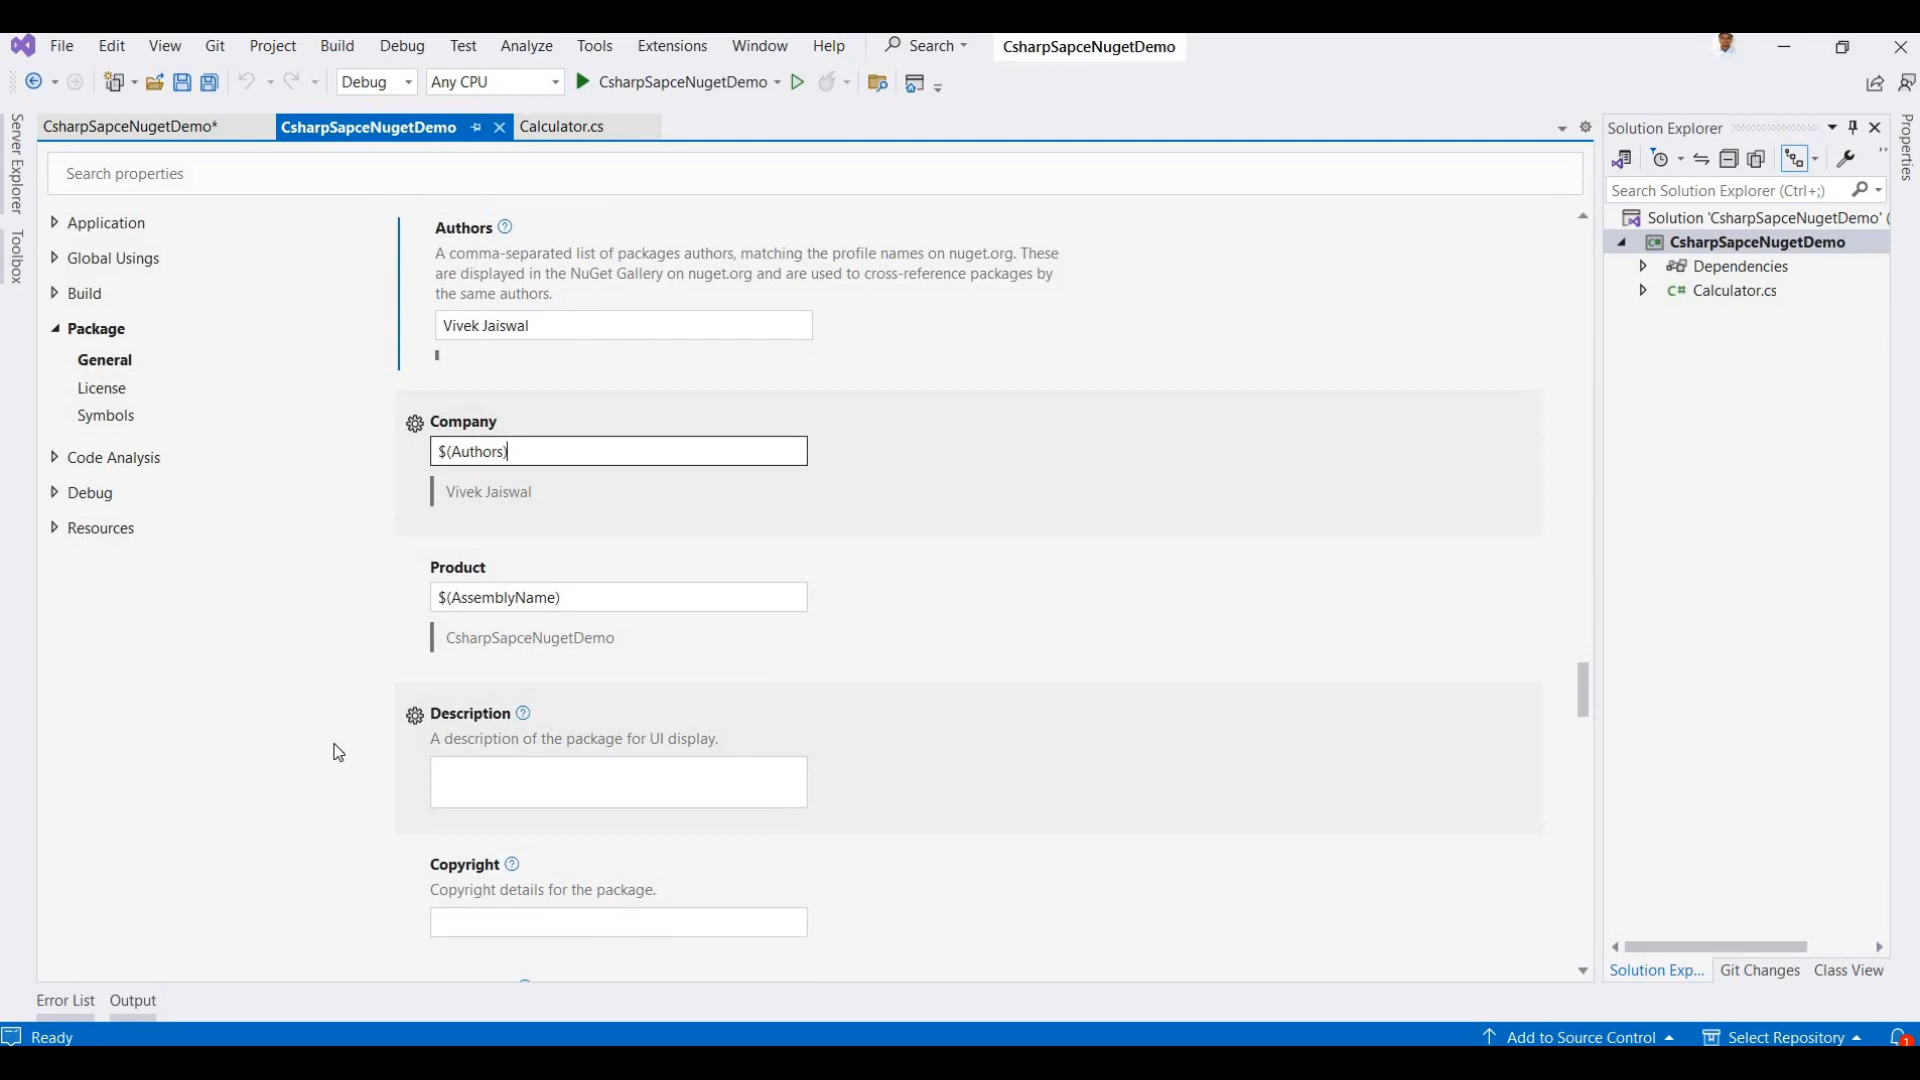 File Edit View Git Project Build Debug Test Analyze Tools Extensions Window Help Search CsharpSapceNugetDemo
Debug Any CPU CsharpSapceNugetDemo
Server Explorer
Toolbox
CsharpSapceNugetDemo* CsharpSapceNugetDemo Calculator.cs
Search properties
Application
Global Usings
Build
Package
General
License
Symbols
Code Analysis
Debug
Resources
Authors
A comma-separated list of packages authors, matching the profile names on nuget.org. These
are displayed in the NuGet Gallery on nuget.org and are used to cross-reference packages by
the same authors.
Vivek Jaiswal
Company
$(Authors)
Vivek Jaiswal
Product
$(AssemblyName)
CsharpSapceNugetDemo
Description
A description of the package for UI display.
Copyright
Copyright details for the package.
Solution Explorer
Search Solution Explorer (Ctrl+;)
Solution 'CsharpSapceNugetDemo' (
CsharpSapceNugetDemo
Dependencies
C# Calculator.cs
Solution Exp... Git Changes Class View
Properties
Error List Output
Ready Add to Source Control Select Repository 1